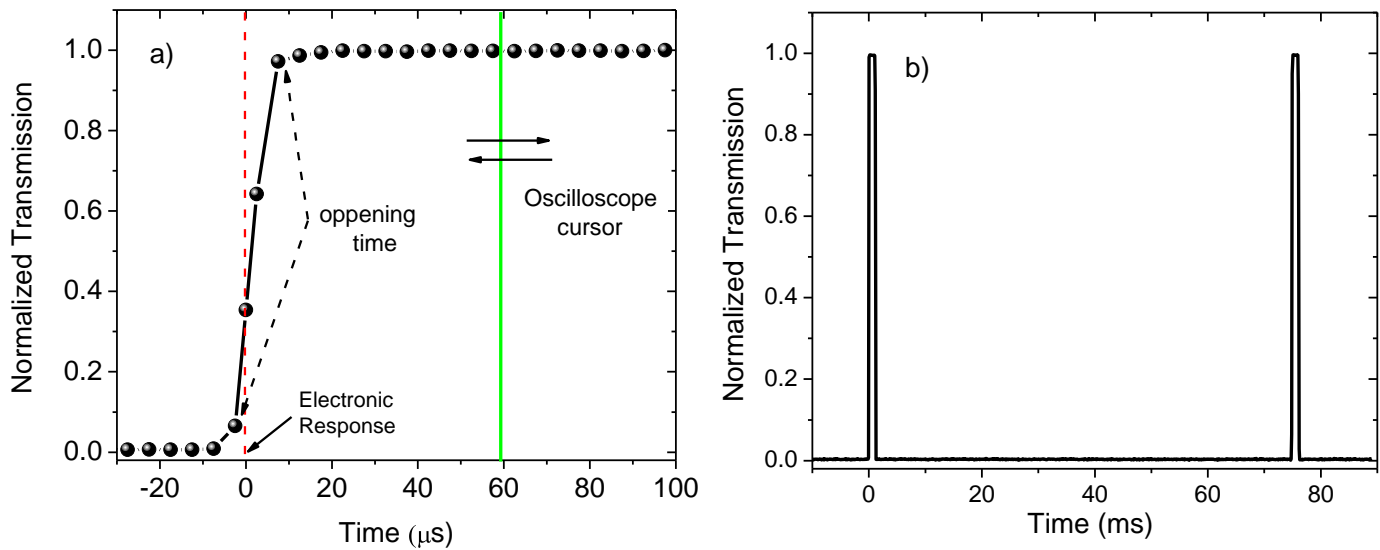 a)
Normalized Transmission
1.0
0.8
0.6
0.4
0.2
0.0
oppening
time
Oscilloscope
cursor
Electronic
Response
-20 0 20 40 60 80 100
Time (μs)
b)
Normalized Transmission
1.0
0.8
0.6
0.4
0.2
0.0
0 20 40 60 80
Time (ms)